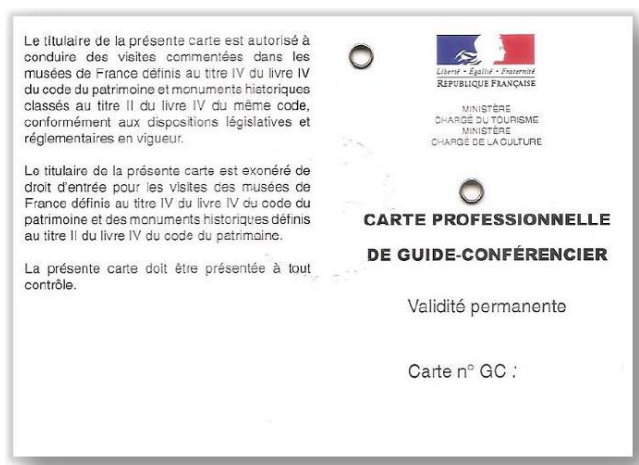 Le titulaire de la présente carte est autorisé à
conduire des visites commentées dans les
musées de France définis au titre IV du livre IV
du code du patrimoine et monuments historiques
classés au titre II du livre IV du même code,
conformément aux dispositions législatives et
réglementaires en vigueur.
Le titulaire de la présente carte est exonéré de
droit d'entrée pour les visites des musées de
France définis au titre IV du livre IV du code du
patrimoine et des monuments historiques définis
au titre II du livre IV du code du patrimoine.
La présente carte doit être présentée à tout
contrôle.
Liberté • Égalité • Fraternité
RÉPUBLIQUE FRANÇAISE
MINISTÈRE
CHARGÉ DU TOURISME
MINISTÈRE
CHARGÉ DE LA CULTURE
CARTE PROFESSIONNELLE
DE GUIDE-CONFÉRENCIER
Validité permanente
Carte n° GC :